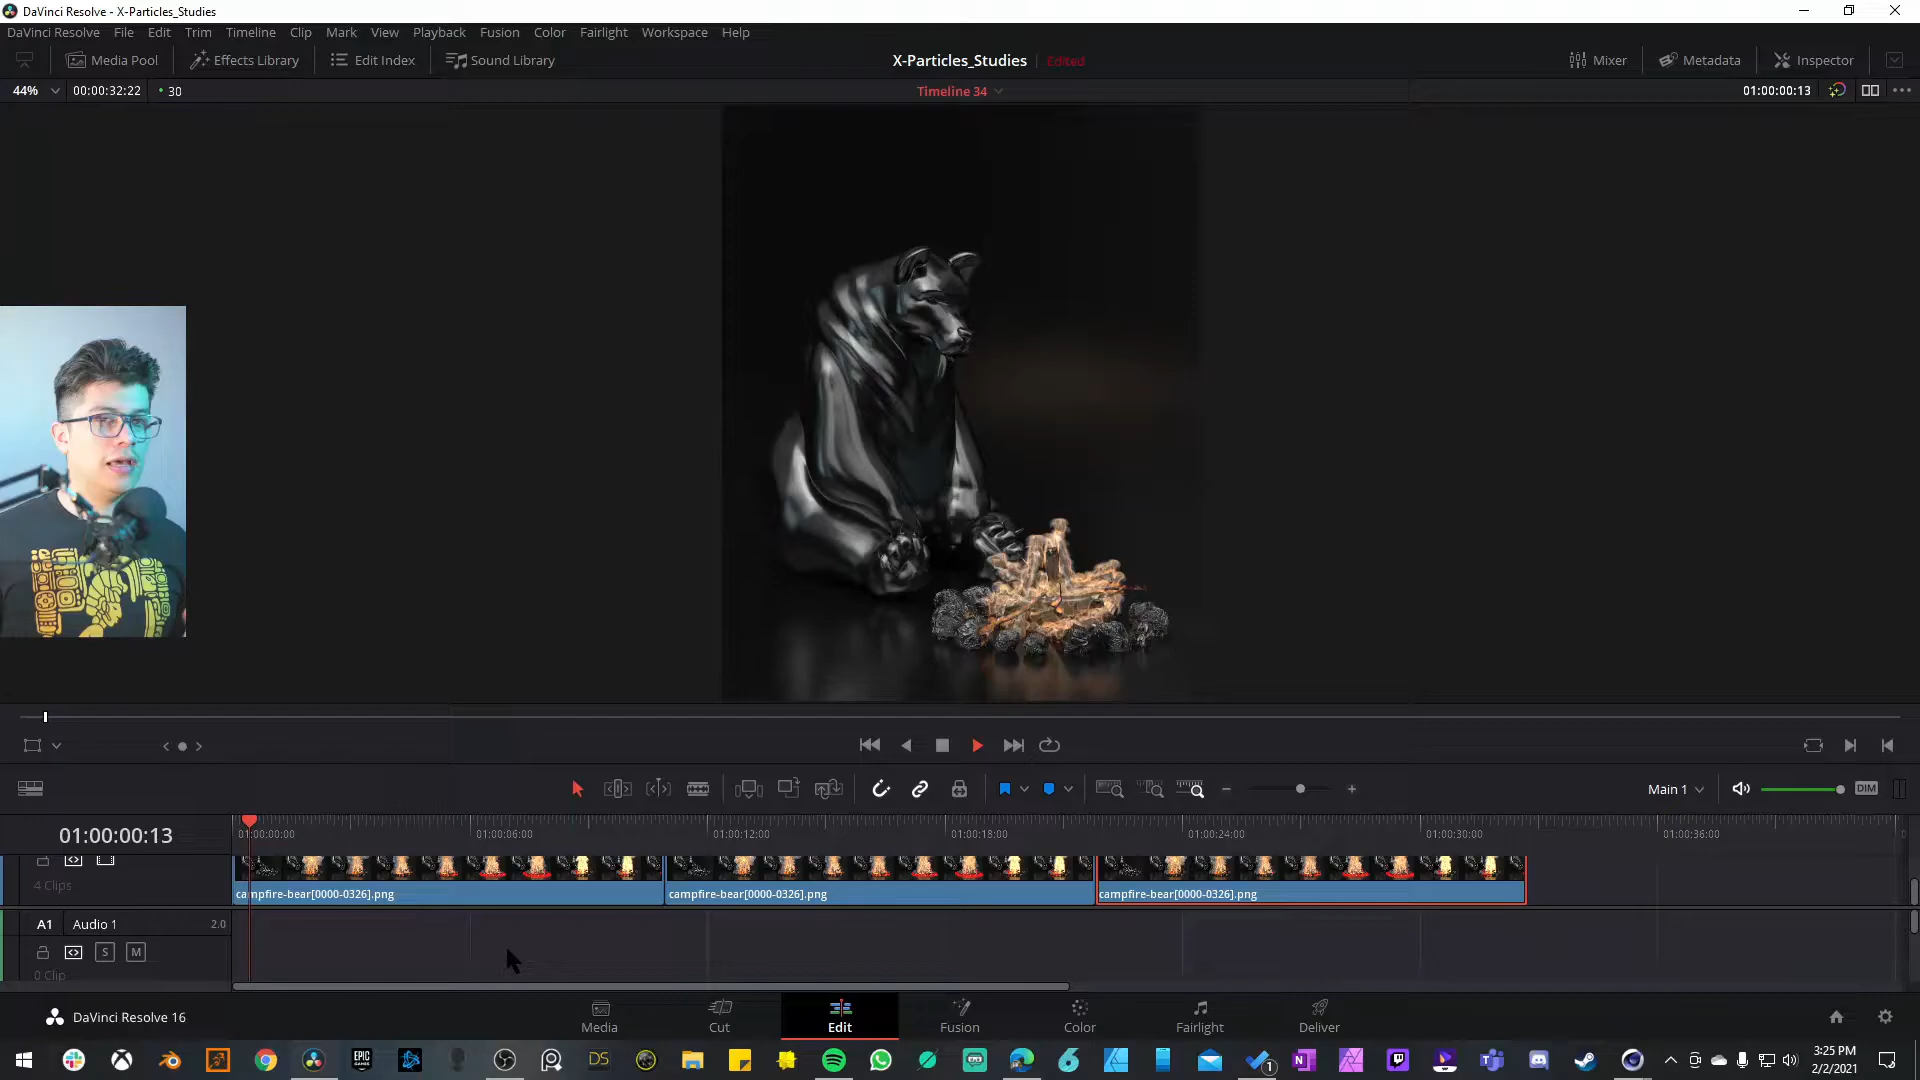 DaVinci Resolve - X-Particles_Studies
DaVinci Resolve File Edit Trim Timeline Clip Mark View Playback Fusion Color Fairlight Workspace Help
Media Pool Effects Library Edit Index Sound Library X-Particles_Studies Edited Mixer Metadata Inspector
44% 00:00:32:22 30 Timeline 34 01:00:00:13
Main 1 DIM
01:00:00:13 01:00:00:00 01:00:06:00 01:00:12:00 01:00:18:00 01:00:24:00 01:00:30:00 01:00:36:00
4 Clips campfire-bear[0000-0326].png campfire-bear[0000-0326].png campfire-bear[0000-0326].png
A1 Audio 1 2.0
S M
0 Clip
DaVinci Resolve 16 Media Cut Edit Fusion Color Fairlight Deliver
EPIC GAMES DS 6 1 N 3:25 PM
2/2/2021